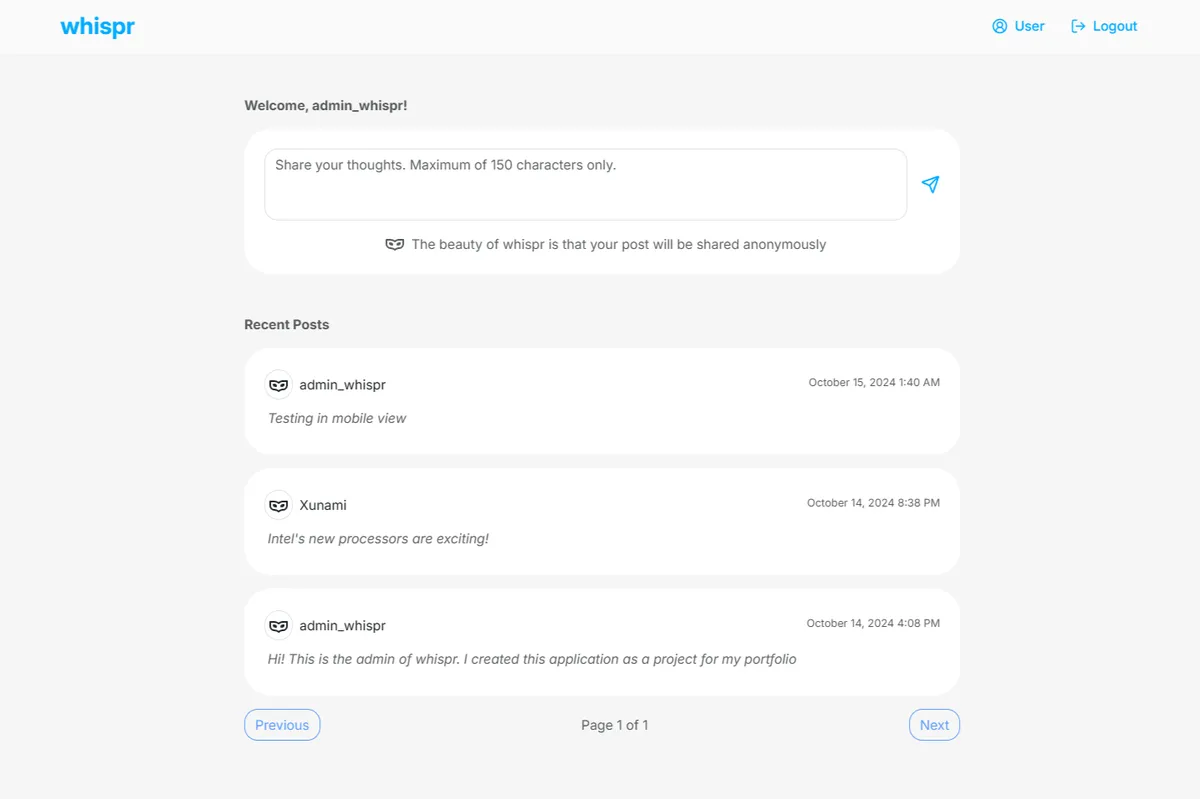 whispr
User
Logout
Welcome, admin_whispr!
Share your thoughts. Maximum of 150 characters only.
The beauty of whispr is that your post will be shared anonymously
Recent Posts
admin_whispr
October 15, 2024 1:40 AM
Testing in mobile view
Xunami
October 14, 2024 8:38 PM
Intel's new processors are exciting!
admin_whispr
October 14, 2024 4:08 PM
Hi! This is the admin of whispr. I created this application as a project for my portfolio
Previous
Page 1 of 1
Next